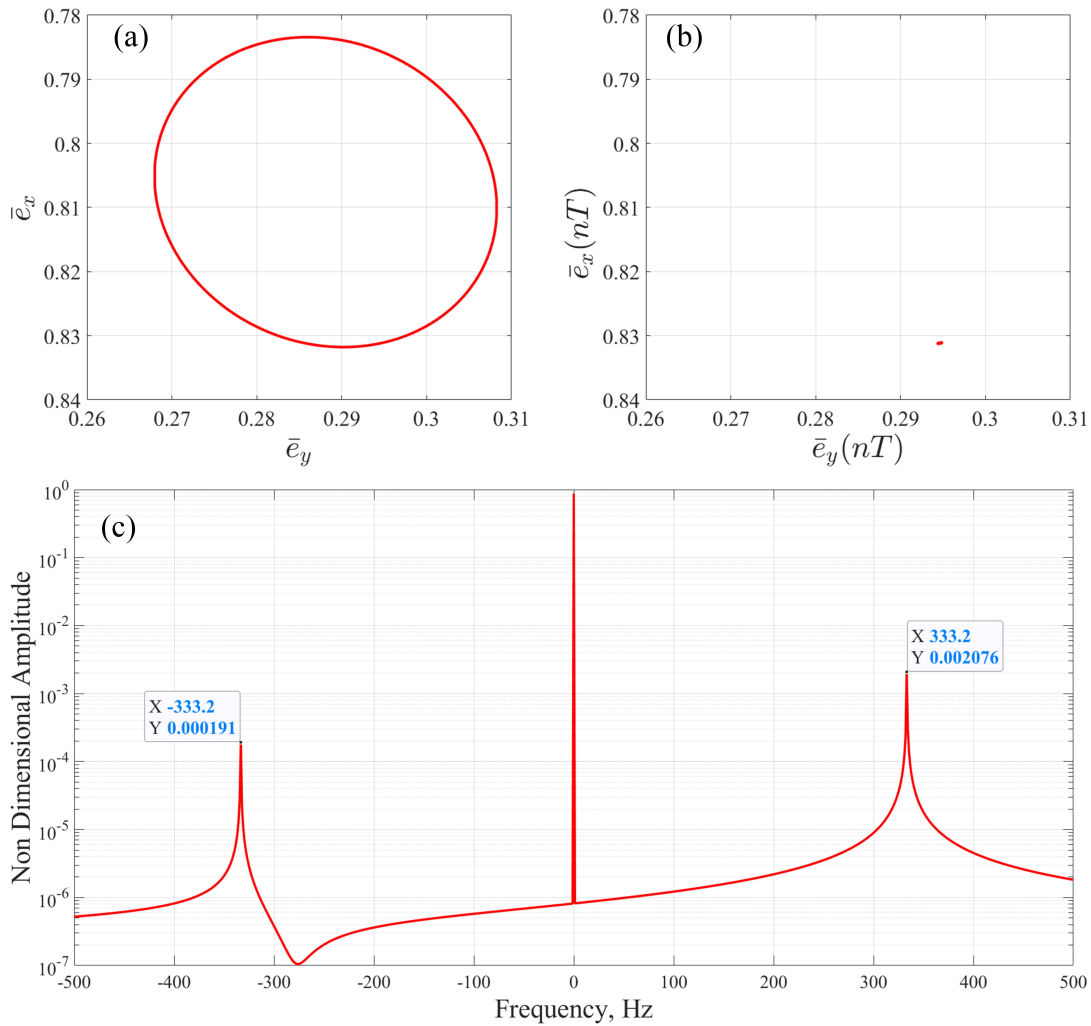 (a)
0.78
0.79
0.8
0.81
0.82
0.83
0.84
0.26 0.27 0.28 0.29 0.3 0.31
ē_x
ē_y
(b)
0.78
0.79
0.8
0.81
0.82
0.83
0.84
0.26 0.27 0.28 0.29 0.3 0.31
ē_x(nT)
ē_y(nT)
(c)
10^0
10^-1
10^-2
10^-3
10^-4
10^-5
10^-6
10^-7
Non Dimensional Amplitude
X -333.2
Y 0.000191
X 333.2
Y 0.002076
-500 -400 -300 -200 -100 0 100 200 300 400 500
Frequency, Hz